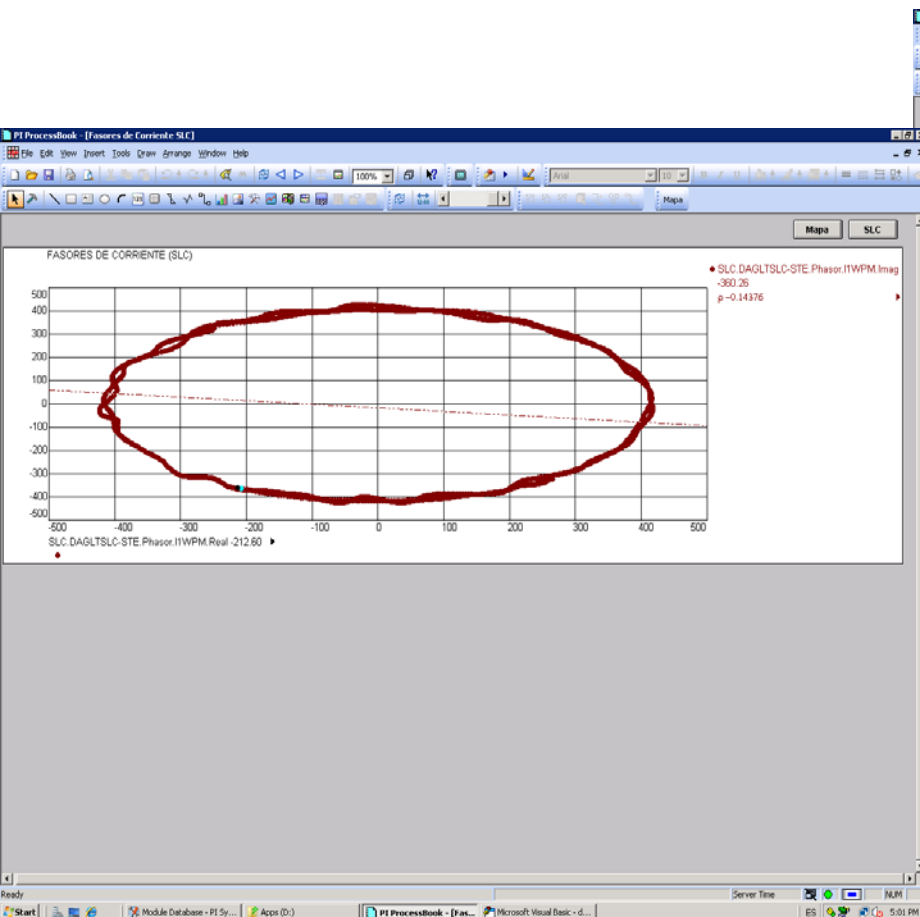 PI ProcessBook - [Fasores de Corriente SLC]
File Edit View Insert Tools Draw Arrange Window Help
100% Arial 10
Mapa
Mapa SLC
FASORES DE CORRIENTE (SLC)
SLC.DAGLTSLC-STE.Phasor.I1WPM.Imag
-360.26
ρ -0.14376
500
400
300
200
100
0
-100
-200
-300
-400
-500
-500 -400 -300 -200 -100 0 100 200 300 400 500
SLC.DAGLTSLC-STE.Phasor.I1WPM.Real -212.60
Ready Server Time NUM
Start Module Database - PI Sy... Apps (D:) PI ProcessBook - [Fas... Microsoft Visual Basic - d... ES 5:01 PM